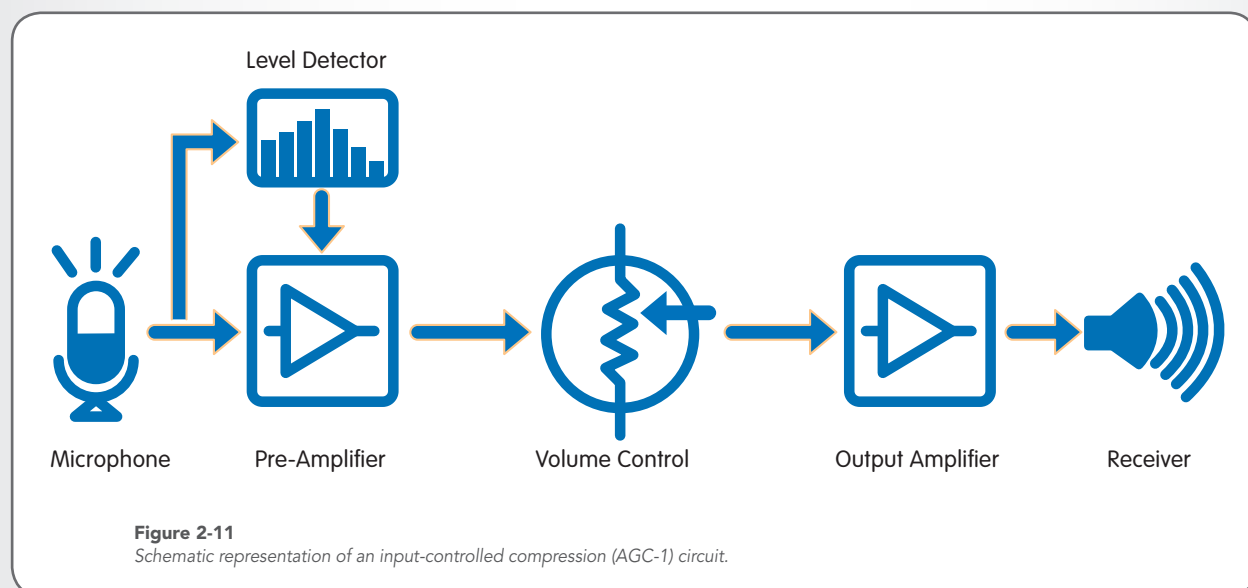 Level Detector
Microphone
Pre-Amplifier
Volume Control
Output Amplifier
Receiver
Figure 2-11
Schematic representation of an input-controlled compression (AGC-1) circuit.